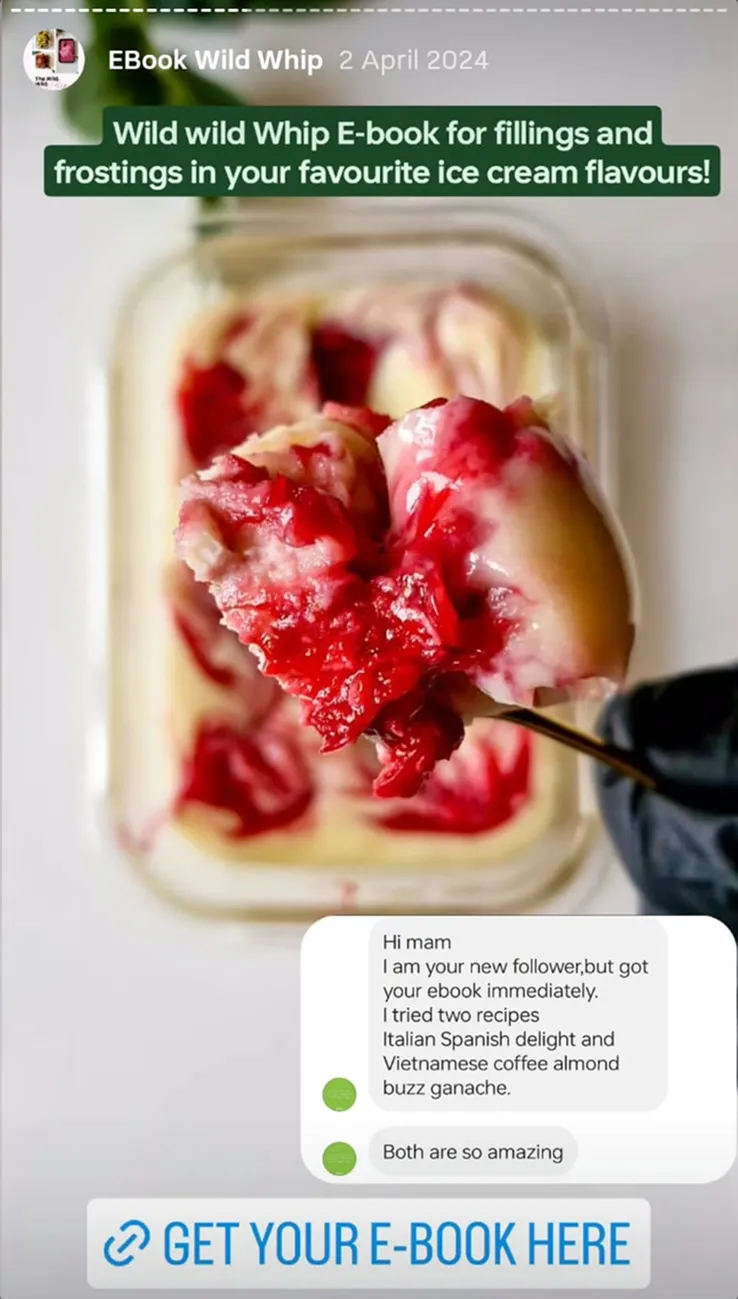 EBook Wild Whip 2 April 2024
Wild wild Whip E-book for fillings and
frostings in your favourite ice cream flavours!
Hi mam
I am your new follower,but got
your ebook immediately.
I tried two recipes
Italian Spanish delight and
Vietnamese coffee almond
buzz ganache.
Both are so amazing
GET YOUR E-BOOK HERE